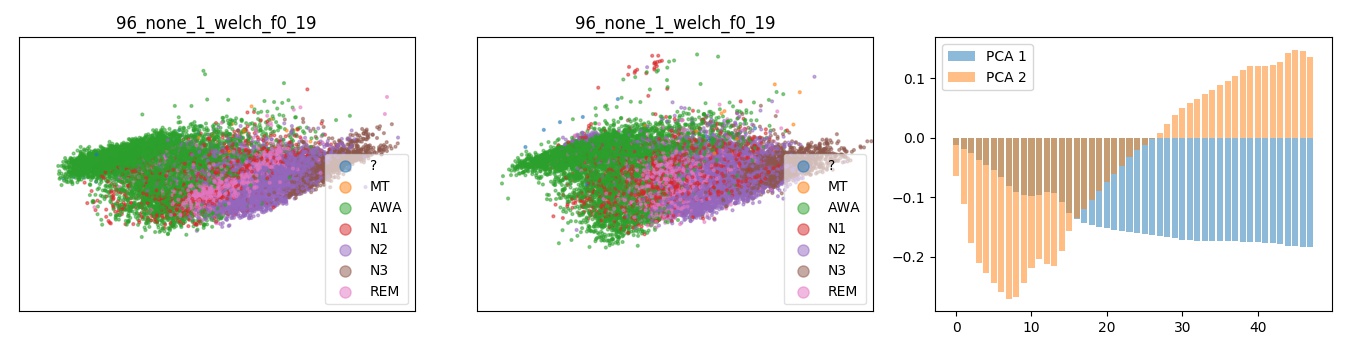 96_none_1_welch_f0_19
?
MT
AWA
N1
N2
N3
REM
96_none_1_welch_f0_19
?
MT
AWA
N1
N2
N3
REM
PCA 1
PCA 2
0.1
0.0
−0.1
−0.2
0 10 20 30 40